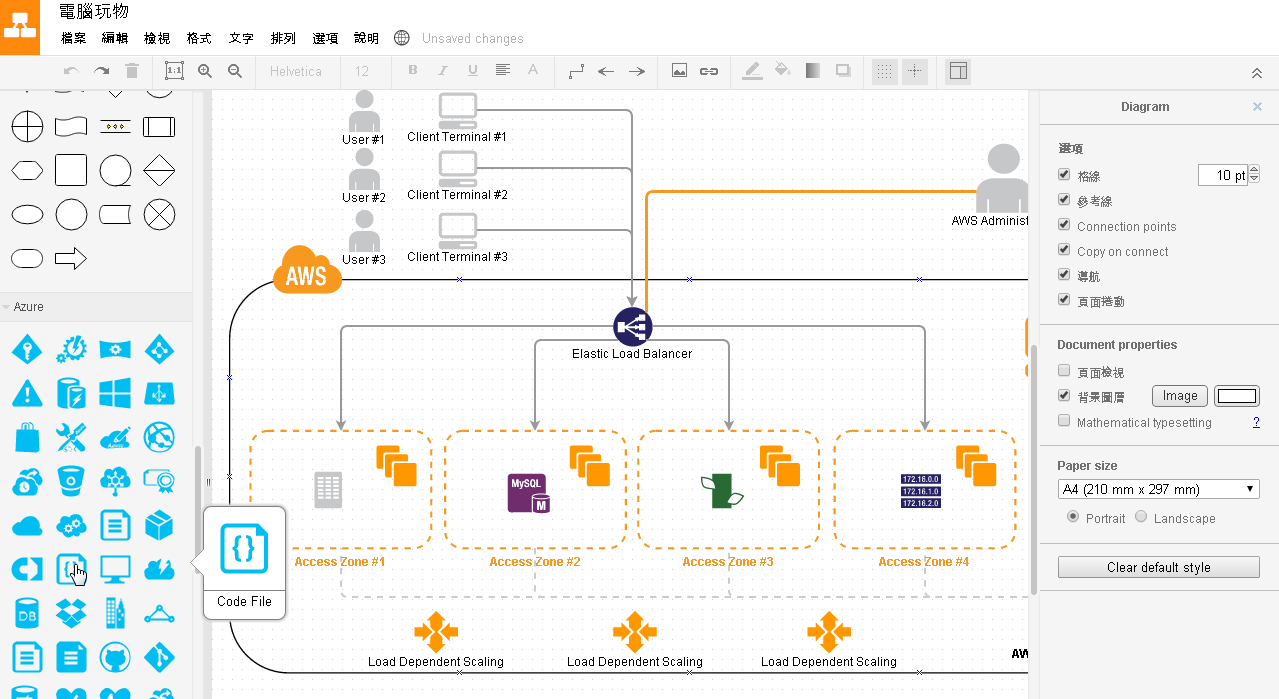 電腦玩物
檔案 編輯 檢視 格式 文字 排列 選項 說明 Unsaved changes
1:1 Helvetica 12 B I U A
Azure
Code File
User #1
Client Terminal #1
User #2
Client Terminal #2
User #3
Client Terminal #3
AWS Administ
AWS
Elastic Load Balancer
MySQL
M
172.16.0.0
172.16.1.0
172.16.2.0
Access Zone #1
Access Zone #2
Access Zone #3
Access Zone #4
Load Dependent Scaling
Load Dependent Scaling
Load Dependent Scaling
AW
DB
Diagram
選項
格線 10 pt
參考線
Connection points
Copy on connect
導航
頁面捲動
Document properties
頁面檢視
背景圖層 Image
Mathematical typesetting ?
Paper size
A4 (210 mm x 297 mm)
Portrait Landscape
Clear default style